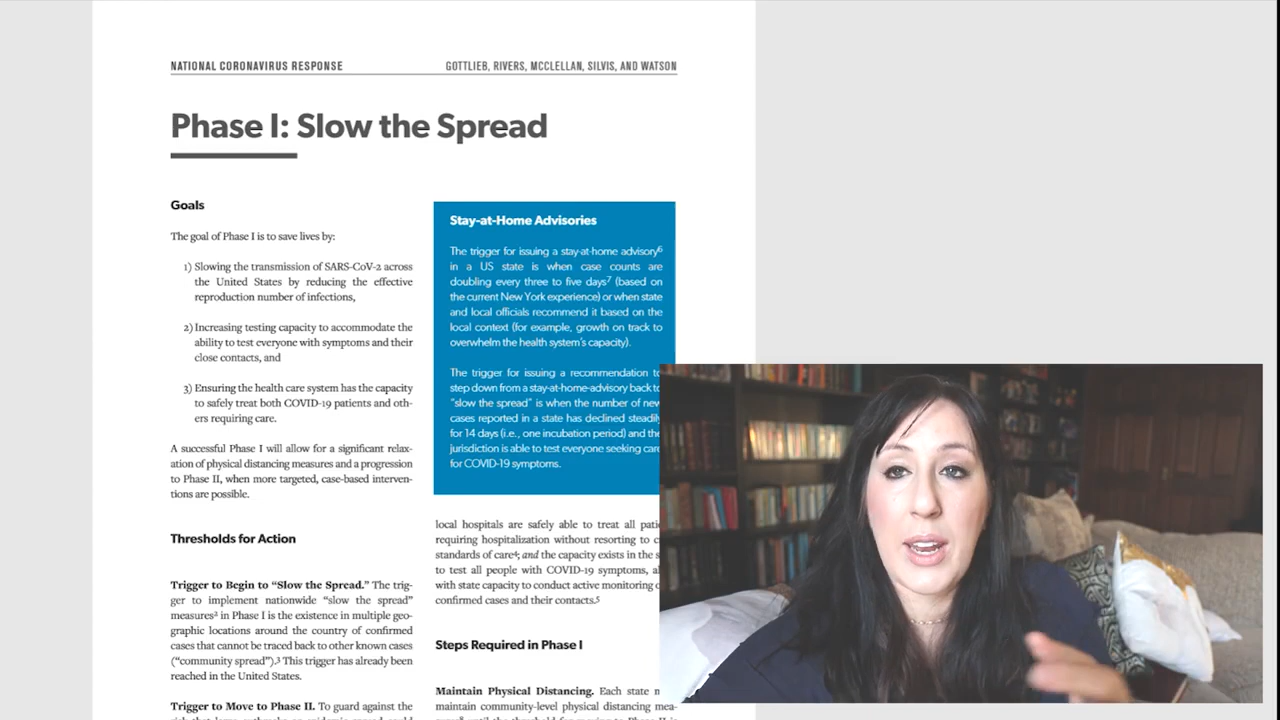 NATIONAL CORONAVIRUS RESPONSE
GOTTLIEB, RIVERS, MCCLELLAN, SILVIS, AND WATSON
Phase I: Slow the Spread
Goals
The goal of Phase I is to save lives by:
1) Slowing the transmission of SARS-CoV-2 across
the United States by reducing the effective
reproduction number of infections,
2) Increasing testing capacity to accommodate the
ability to test everyone with symptoms and their
close contacts, and
3) Ensuring the health care system has the capacity
to safely treat both COVID-19 patients and oth-
ers requiring care.
A successful Phase I will allow for a significant relax-
ation of physical distancing measures and a progression
to Phase II, when more targeted, case-based interven-
tions are possible.
Thresholds for Action
Trigger to Begin to “Slow the Spread.” The trig-
ger to implement nationwide “slow the spread”
measures² in Phase I is the existence in multiple geo-
graphic locations around the country of confirmed
cases that cannot be traced back to other known cases
(“community spread”).³ This trigger has already been
reached in the United States.
Trigger to Move to Phase II. To guard against the
Stay-at-Home Advisories
The trigger for issuing a stay-at-home advisory⁶
in a US state is when case counts are
doubling every three to five days⁷ (based on
the current New York experience) or when state
and local officials recommend it based on the
local context (for example, growth on track to
overwhelm the health system’s capacity).
The trigger for issuing a recommendation to
step down from a stay-at-home-advisory back to
“slow the spread” is when the number of new
cases reported in a state has declined steadily
for 14 days (i.e., one incubation period) and the
jurisdiction is able to test everyone seeking care
for COVID-19 symptoms.
local hospitals are safely able to treat all
requiring hospitalization without resorting to
standards of care⁴; and the capacity exists in the
to test all people with COVID-19 symptoms,
with state capacity to conduct active monitoring
confirmed cases and their contacts.⁵
Steps Required in Phase I
Maintain Physical Distancing. Each state
maintain community-level physical distancing mea-